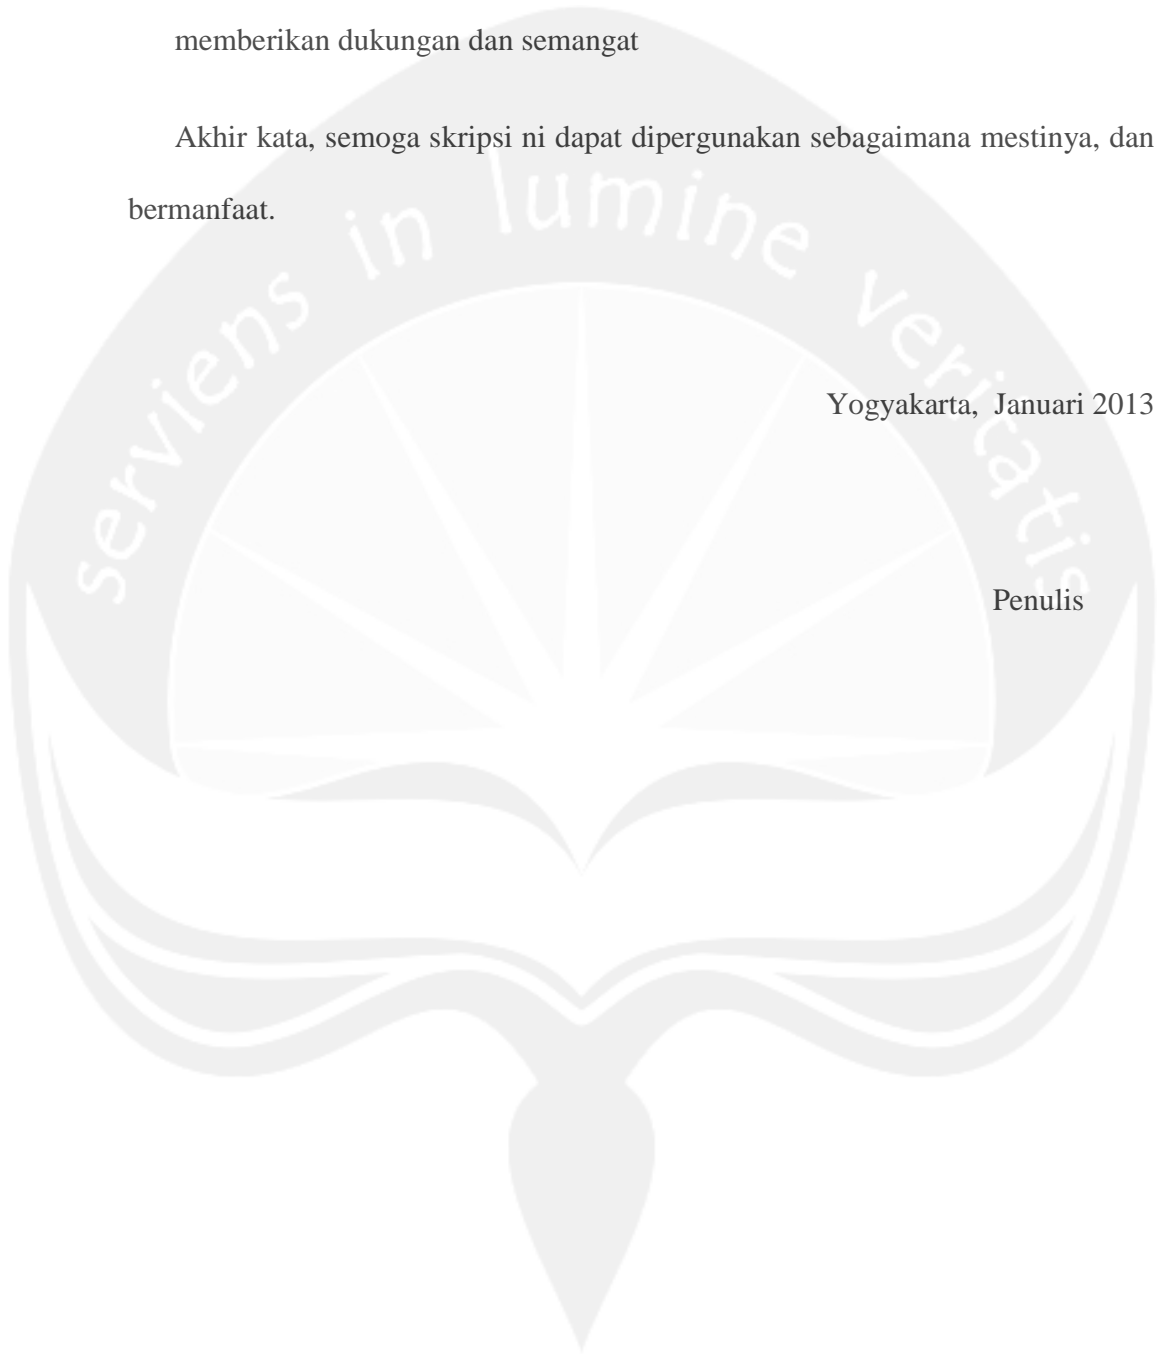 memberikan dukungan dan semangat
Akhir kata, semoga skripsi ni dapat dipergunakan sebagaimana mestinya, dan
bermanfaat.
serviens in lumine veritatis
Yogyakarta, Januari 2013
Penulis